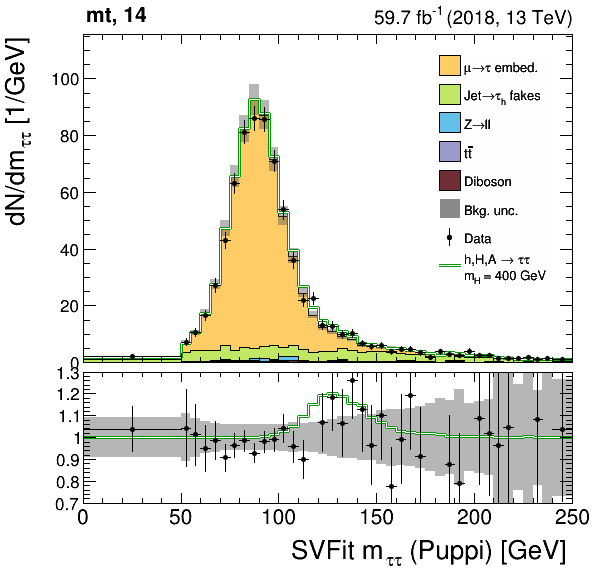 mt, 14
59.7 fb⁻¹ (2018, 13 TeV)
dN/dmττ [1/GeV]
100
80
60
40
20
0
μ→τ embed.
Jet→τh fakes
Z→ll
tt̄
Diboson
Bkg. unc.
Data
h,H,A → ττ
mH = 400 GeV
1.3
1.2
1.1
1
0.9
0.8
0.7
0 50 100 150 200 250
SVFit mττ (Puppi) [GeV]